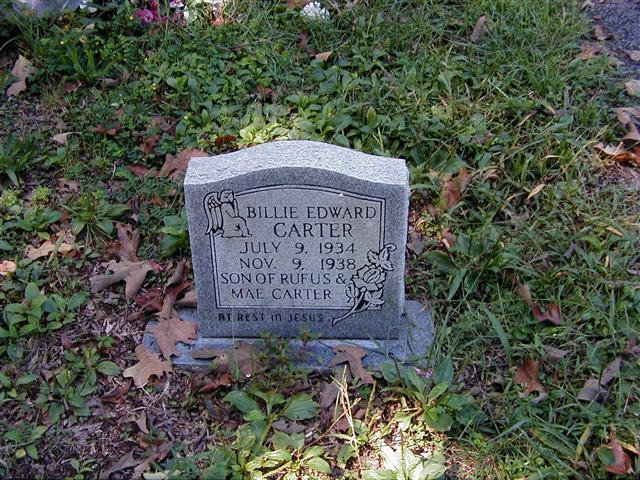 BILLIE EDWARD
CARTER
JULY 9, 1934
NOV. 9, 1938
SON OF RUFUS &
MAE CARTER
AT REST IN JESUS